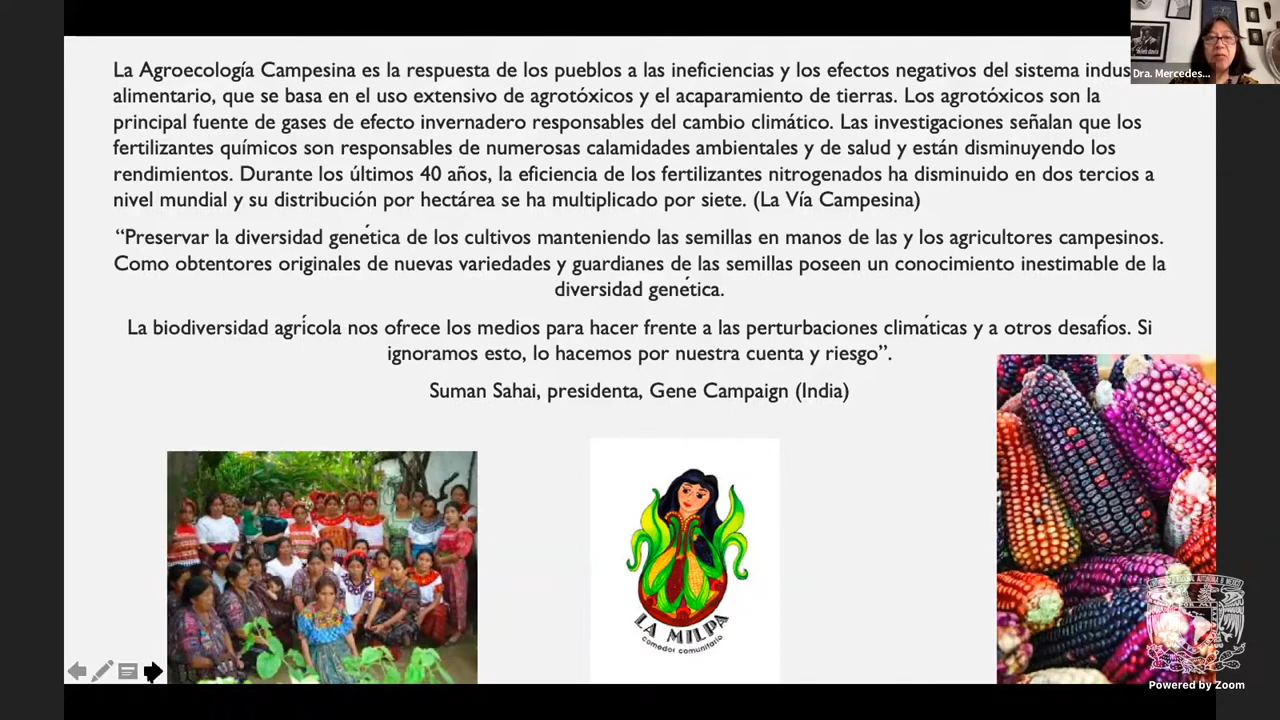 La Agroecología Campesina es la respuesta de los pueblos a las ineficiencias y los efectos negativos del sistema indus
alimentario, que se basa en el uso extensivo de agrotóxicos y el acaparamiento de tierras. Los agrotóxicos son la
principal fuente de gases de efecto invernadero responsables del cambio climático. Las investigaciones señalan que los
fertilizantes químicos son responsables de numerosas calamidades ambientales y de salud y están disminuyendo los
rendimientos. Durante los últimos 40 años, la eficiencia de los fertilizantes nitrogenados ha disminuido en dos tercios a
nivel mundial y su distribución por hectárea se ha multiplicado por siete. (La Vía Campesina)
“Preservar la diversidad genética de los cultivos manteniendo las semillas en manos de las y los agricultores campesinos.
Como obtentores originales de nuevas variedades y guardianes de las semillas poseen un conocimiento inestimable de la
diversidad genética.
La biodiversidad agrícola nos ofrece los medios para hacer frente a las perturbaciones climáticas y a otros desafíos. Si
ignoramos esto, lo hacemos por nuestra cuenta y riesgo”.
Suman Sahai, presidenta, Gene Campaign (India)
Dra. Mercedes...
LA MILPA
comedor comunitario
Powered by Zoom